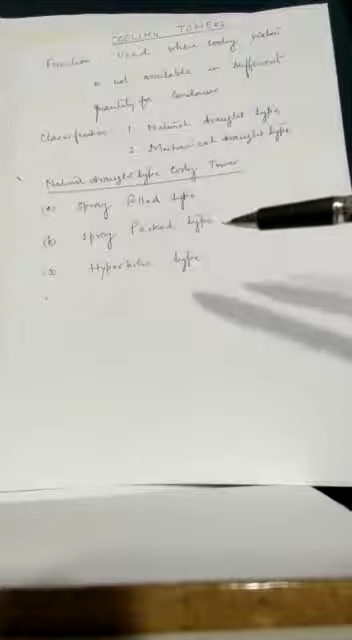 COOLING TOWERS
Function Used where cooling water
is not available in sufficient
quantity for condenser
Classification 1. Natural draught type,
2. Mechanical draught type
Natural draught type Cooling Tower
(a) Spray filled type
(b) Spray Packed type
(c) Hyperbolic type